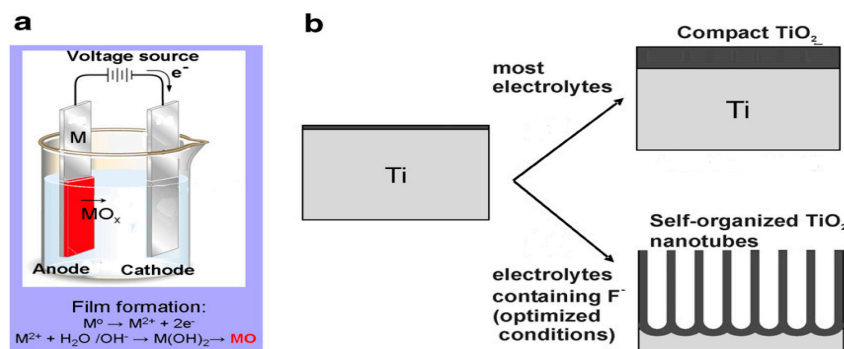 a
Voltage source
e⁻
M
MOₓ
Anode Cathode
Film formation:
Mº → M²⁺ + 2e⁻
M²⁺ + H₂O /OH⁻ → M(OH)₂ → MO
b
Ti
most
electrolytes
Compact TiO₂
Ti
electrolytes
containing F⁻
(optimized
conditions)
Self-organized TiO₂
nanotubes